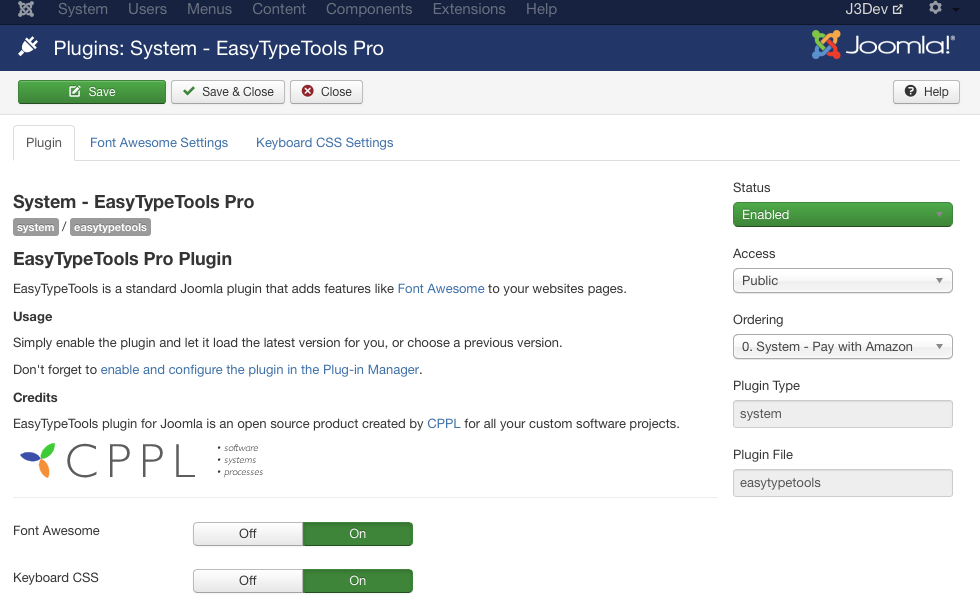 System Users Menus Content Components Extensions Help J3Dev
Plugins: System - EasyTypeTools Pro Joomla!®
Save Save & Close Close Help
Plugin Font Awesome Settings Keyboard CSS Settings
System - EasyTypeTools Pro
system / easytypetools
EasyTypeTools Pro Plugin
EasyTypeTools is a standard Joomla plugin that adds features like Font Awesome to your websites pages.
Usage
Simply enable the plugin and let it load the latest version for you, or choose a previous version.
Don't forget to enable and configure the plugin in the Plug-in Manager.
Credits
EasyTypeTools plugin for Joomla is an open source product created by CPPL for all your custom software projects.
CPPL
• software
• systems
• processes
Font Awesome Off On
Keyboard CSS Off On
Status
Enabled
Access
Public
Ordering
0. System - Pay with Amazon
Plugin Type
system
Plugin File
easytypetools